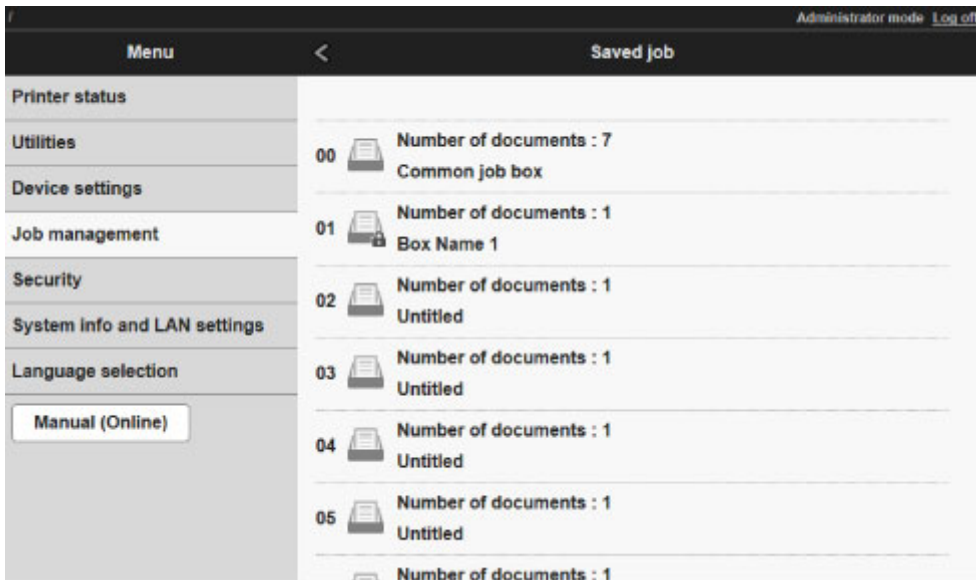 Administrator mode Log off
Menu
< Saved job
Printer status
Utilities
Device settings
Job management
Security
System info and LAN settings
Language selection
Manual (Online)
00
Number of documents : 7
Common job box
01
Number of documents : 1
Box Name 1
02
Number of documents : 1
Untitled
03
Number of documents : 1
Untitled
04
Number of documents : 1
Untitled
05
Number of documents : 1
Untitled
Number of documents : 1